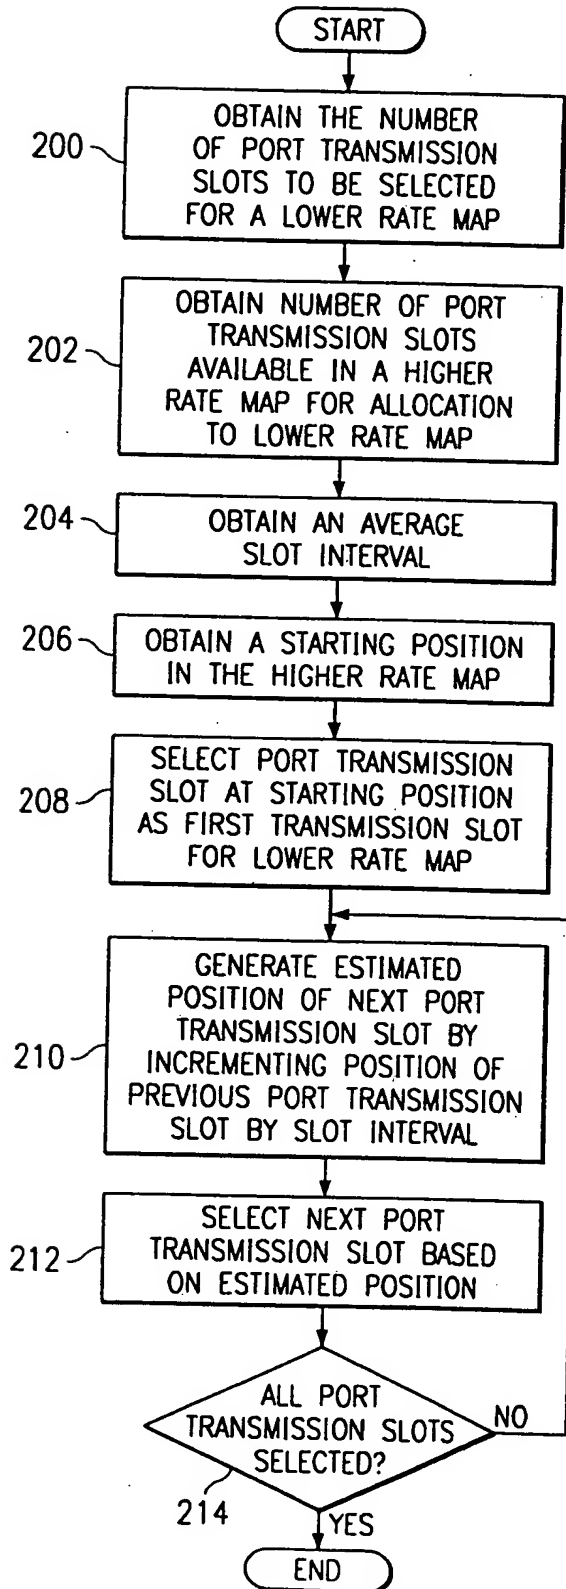 START
200
OBTAIN THE NUMBER
OF PORT TRANSMISSION
SLOTS TO BE SELECTED
FOR A LOWER RATE MAP
202
OBTAIN NUMBER OF PORT
TRANSMISSION SLOTS
AVAILABLE IN A HIGHER
RATE MAP FOR ALLOCATION
TO LOWER RATE MAP
204
OBTAIN AN AVERAGE
SLOT INTERVAL
206
OBTAIN A STARTING POSITION
IN THE HIGHER RATE MAP
208
SELECT PORT TRANSMISSION
SLOT AT STARTING POSITION
AS FIRST TRANSMISSION SLOT
FOR LOWER RATE MAP
210
GENERATE ESTIMATED
POSITION OF NEXT PORT
TRANSMISSION SLOT BY
INCREMENTING POSITION OF
PREVIOUS PORT TRANSMISSION
SLOT BY SLOT INTERVAL
212
SELECT NEXT PORT
TRANSMISSION SLOT BASED
ON ESTIMATED POSITION
ALL PORT
TRANSMISSION SLOTS
SELECTED?
NO
214
YES
END